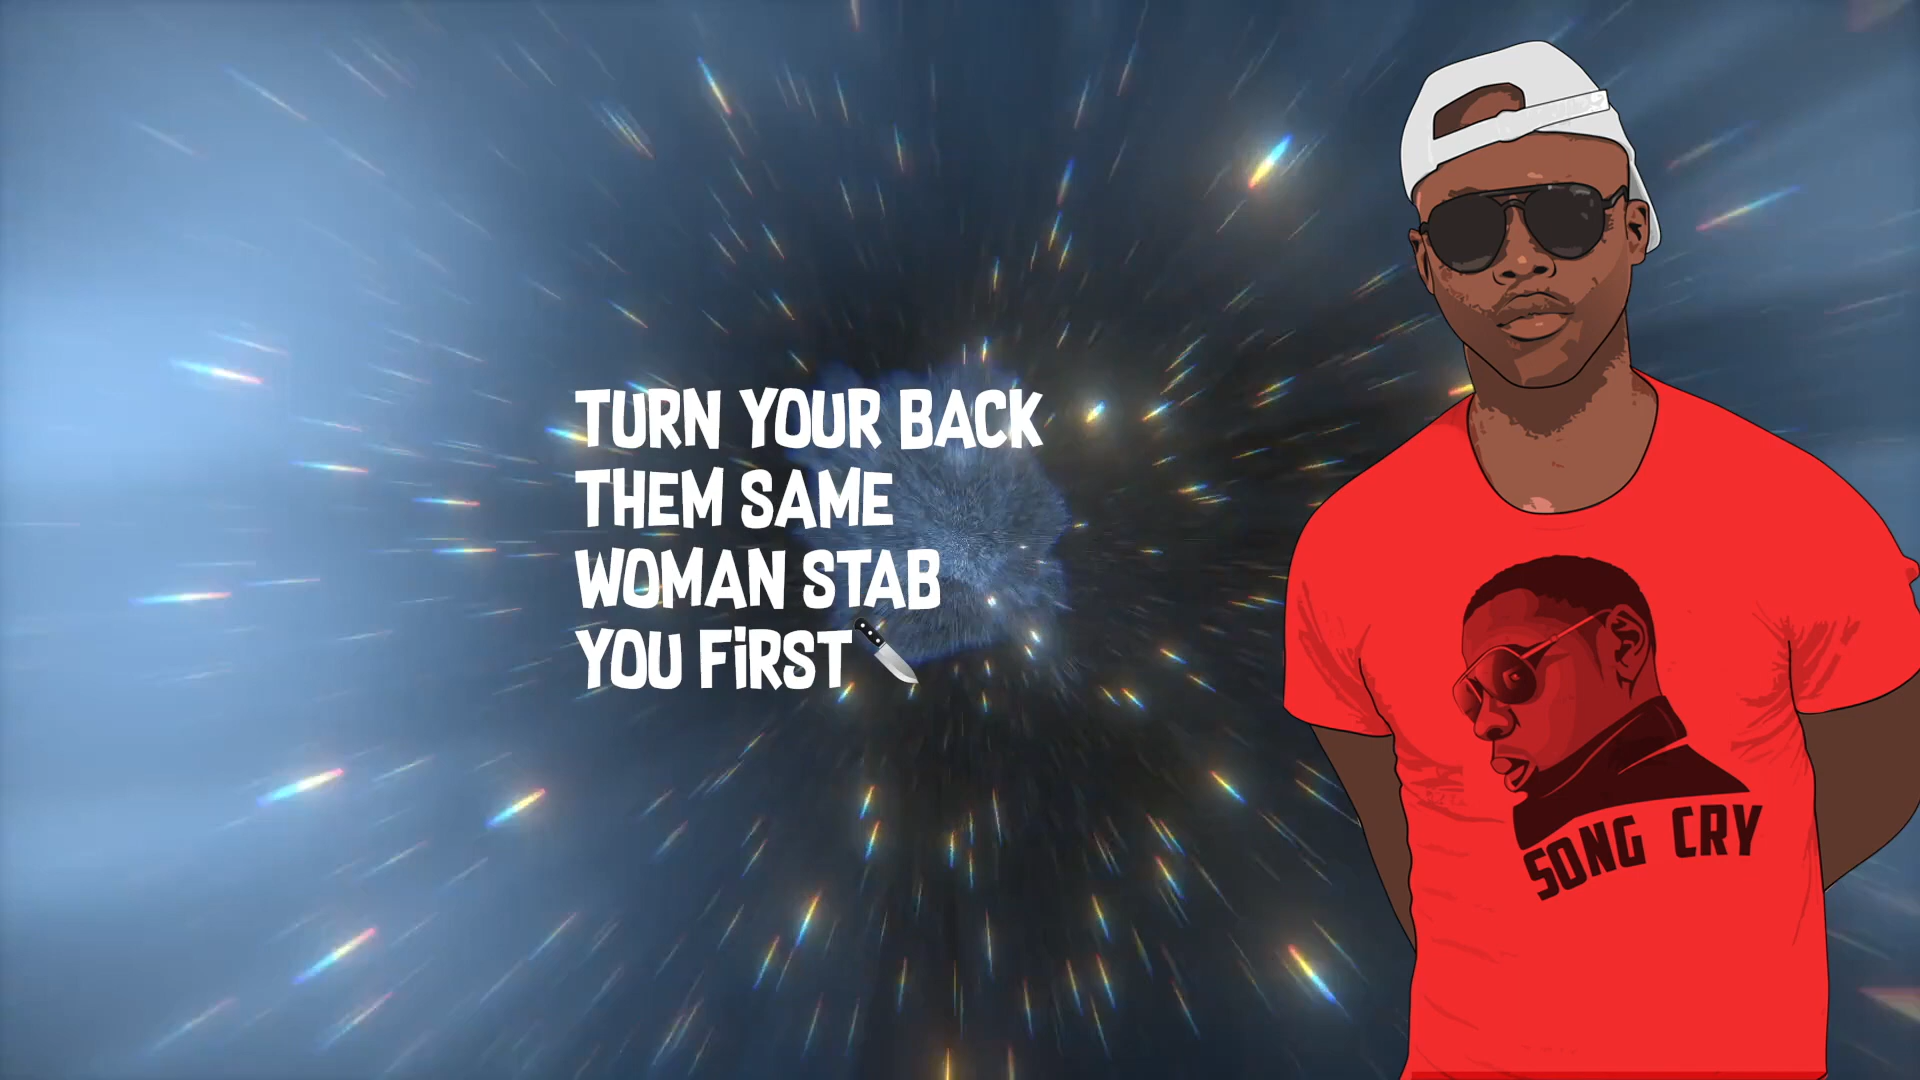 TURN YOUR BACK
THEM SAME
WOMAN STAB
YOU FiRST🔪
SONG CRY